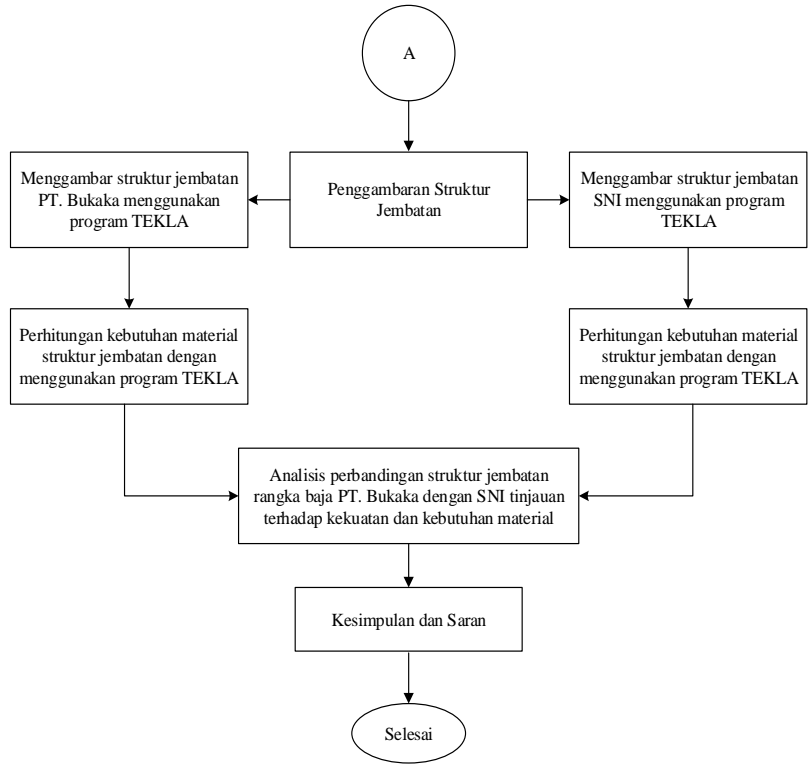 A
Menggambar struktur jembatan
PT. Bukaka menggunakan
program TEKLA
Penggambaran Struktur
Jembatan
Menggambar struktur jembatan
SNI menggunakan program
TEKLA
Perhitungan kebutuhan material
struktur jembatan dengan
menggunakan program TEKLA
Perhitungan kebutuhan material
struktur jembatan dengan
menggunakan program TEKLA
Analisis perbandingan struktur jembatan
rangka baja PT. Bukaka dengan SNI tinjauan
terhadap kekuatan dan kebutuhan material
Kesimpulan dan Saran
Selesai